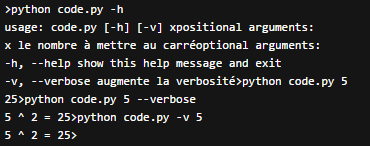 >python code.py -h
usage: code.py [-h] [-v] xpositional arguments:
x le nombre à mettre au carréoptional arguments:
-h, --help show this help message and exit
-v, --verbose augmente la verbosité>python code.py 5
25>python code.py 5 --verbose
5 ^ 2 = 25>python code.py -v 5
5 ^ 2 = 25>